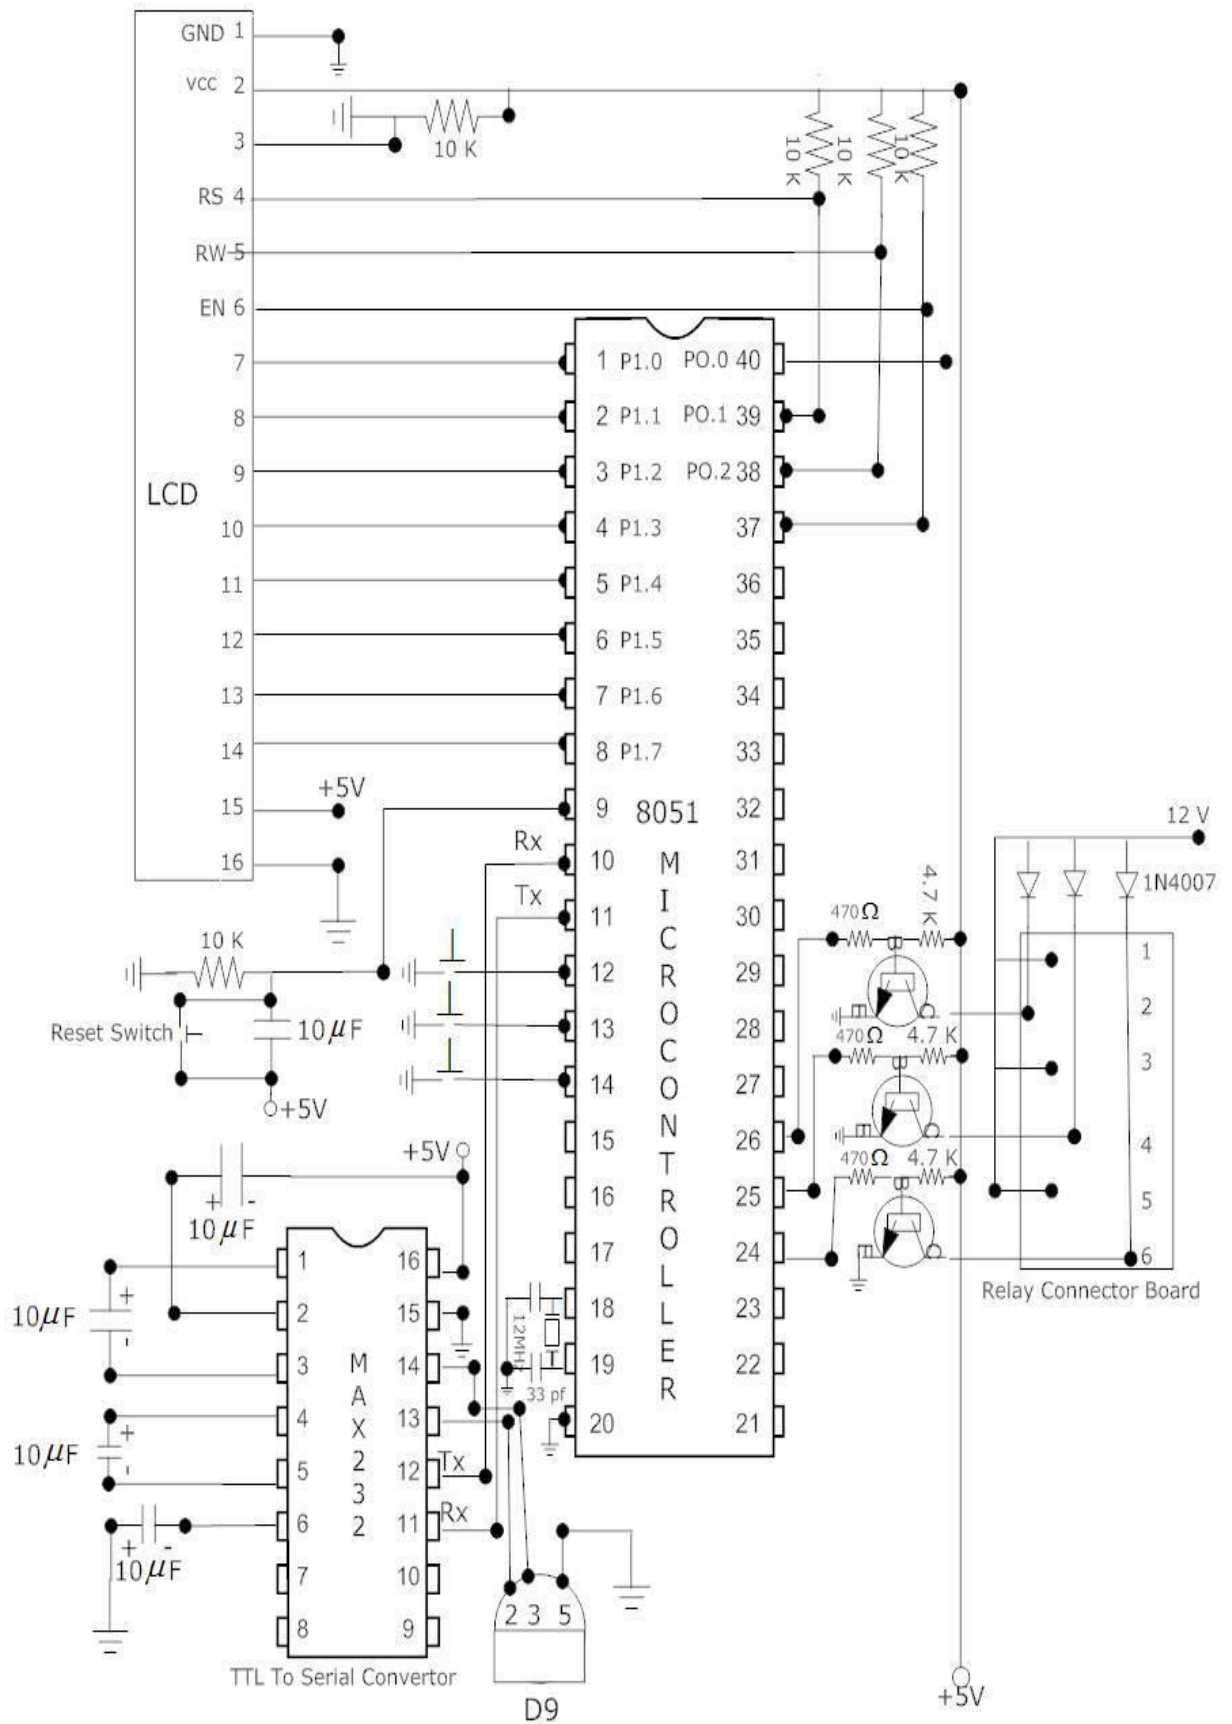 GND 1
vcc 2
3
10 K
10 K
10 K
10 K
RS 4
RW 5
EN 6
7
8
9
LCD
10
11
12
13
14
15
+5V
16
1 P1.0 PO.0 40
2 P1.1 PO.1 39
3 P1.2 PO.2 38
4 P1.3 37
5 P1.4 36
6 P1.5 35
7 P1.6 34
8 P1.7 33
9 8051 32
Rx
10 31
Tx
11 30
12 29
13 28
14 27
15 26
16 25
17 24
18 23
19 22
20 21
MICROCONTROLLER
12 V
1N4007
470Ω
4.7 K
B
E
C
470Ω
4.7 K
B
E
C
470Ω
4.7 K
B
E
C
1
2
3
4
5
6
Relay Connector Board
10 K
Reset Switch
10μF
+5V
+5V
+ -
10μF
1 16
2 15
3 14
4 13
5 12
6 11
7 10
8 9
MAX232
+
10μF
-
+
10μF
-
+ -
10μF
Tx
Rx
12MHz
33 pf
2 3 5
TTL To Serial Convertor
D9
+5V